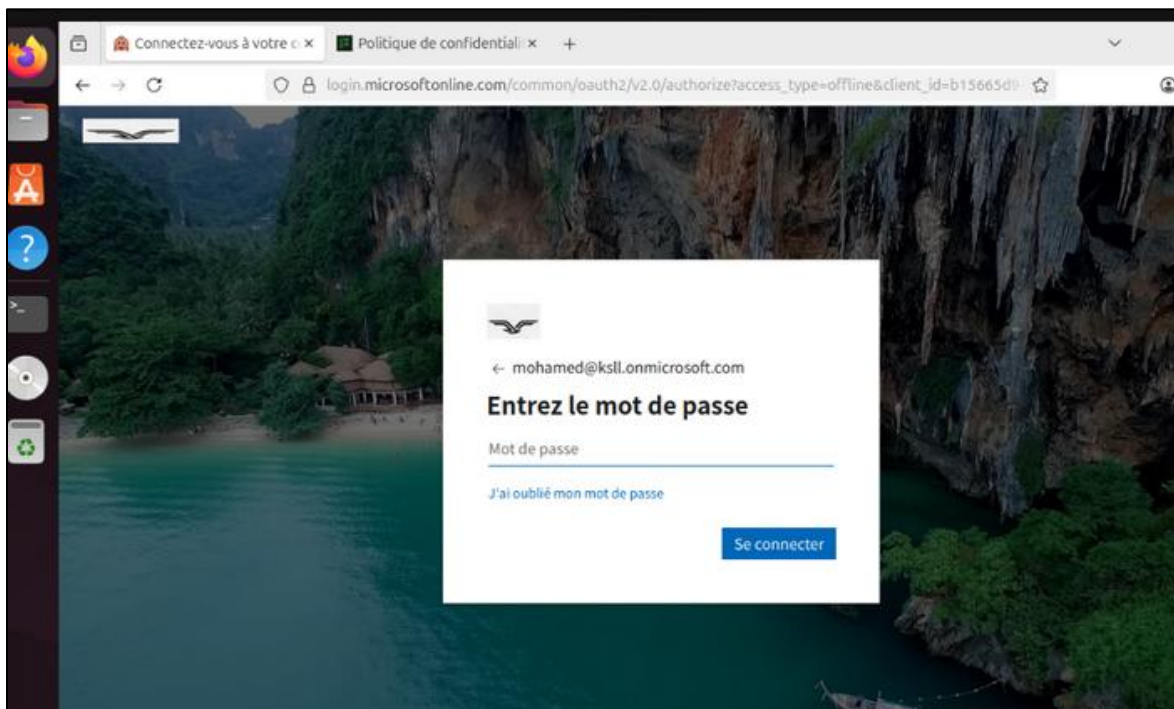 Connectez-vous à votre c
Politique de confidentiali
login.microsoftonline.com/common/oauth2/v2.0/authorize?access_type=offline&client_id=b15665d9
mohamed@ksll.onmicrosoft.com
Entrez le mot de passe
Mot de passe
J'ai oublié mon mot de passe
Se connecter